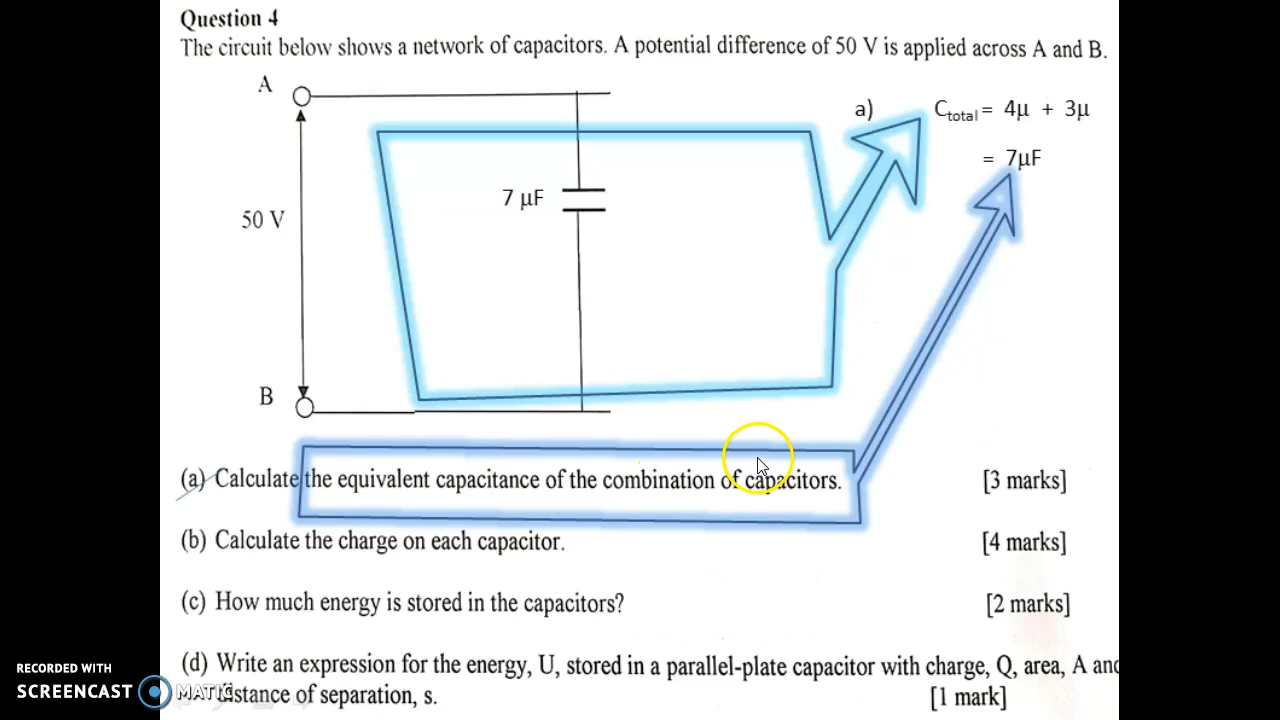 Question 4
The circuit below shows a network of capacitors. A potential difference of 50 V is applied across A and B.
A
a) Ctotal = 4μ + 3μ
= 7μF
7 μF
50 V
B
(a) Calculate the equivalent capacitance of the combination of capacitors. [3 marks]
(b) Calculate the charge on each capacitor. [4 marks]
(c) How much energy is stored in the capacitors? [2 marks]
(d) Write an expression for the energy, U, stored in a parallel-plate capacitor with charge, Q, area, A and
distance of separation, s. [1 mark]
RECORDED WITH
SCREENCAST MATIC